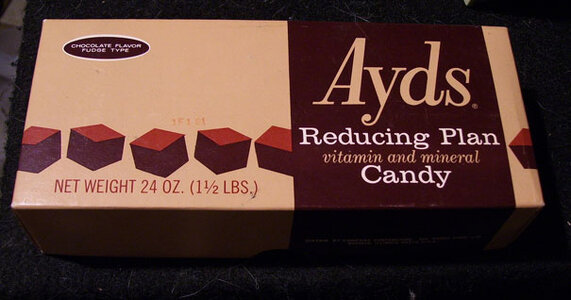 CHOCOLATE FLAVOR
FUDGE TYPE
Ayds®
Reducing Plan
vitamin and mineral
Candy
NET WEIGHT 24 OZ. (1½ LBS.)